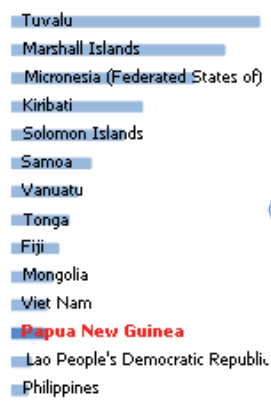 Tuvalu
Marshall Islands
Micronesia (Federated States of)
Kiribati
Solomon Islands
Samoa
Vanuatu
Tonga
Fiji
Mongolia
Viet Nam
Papua New Guinea
Lao People's Democratic
Philippines